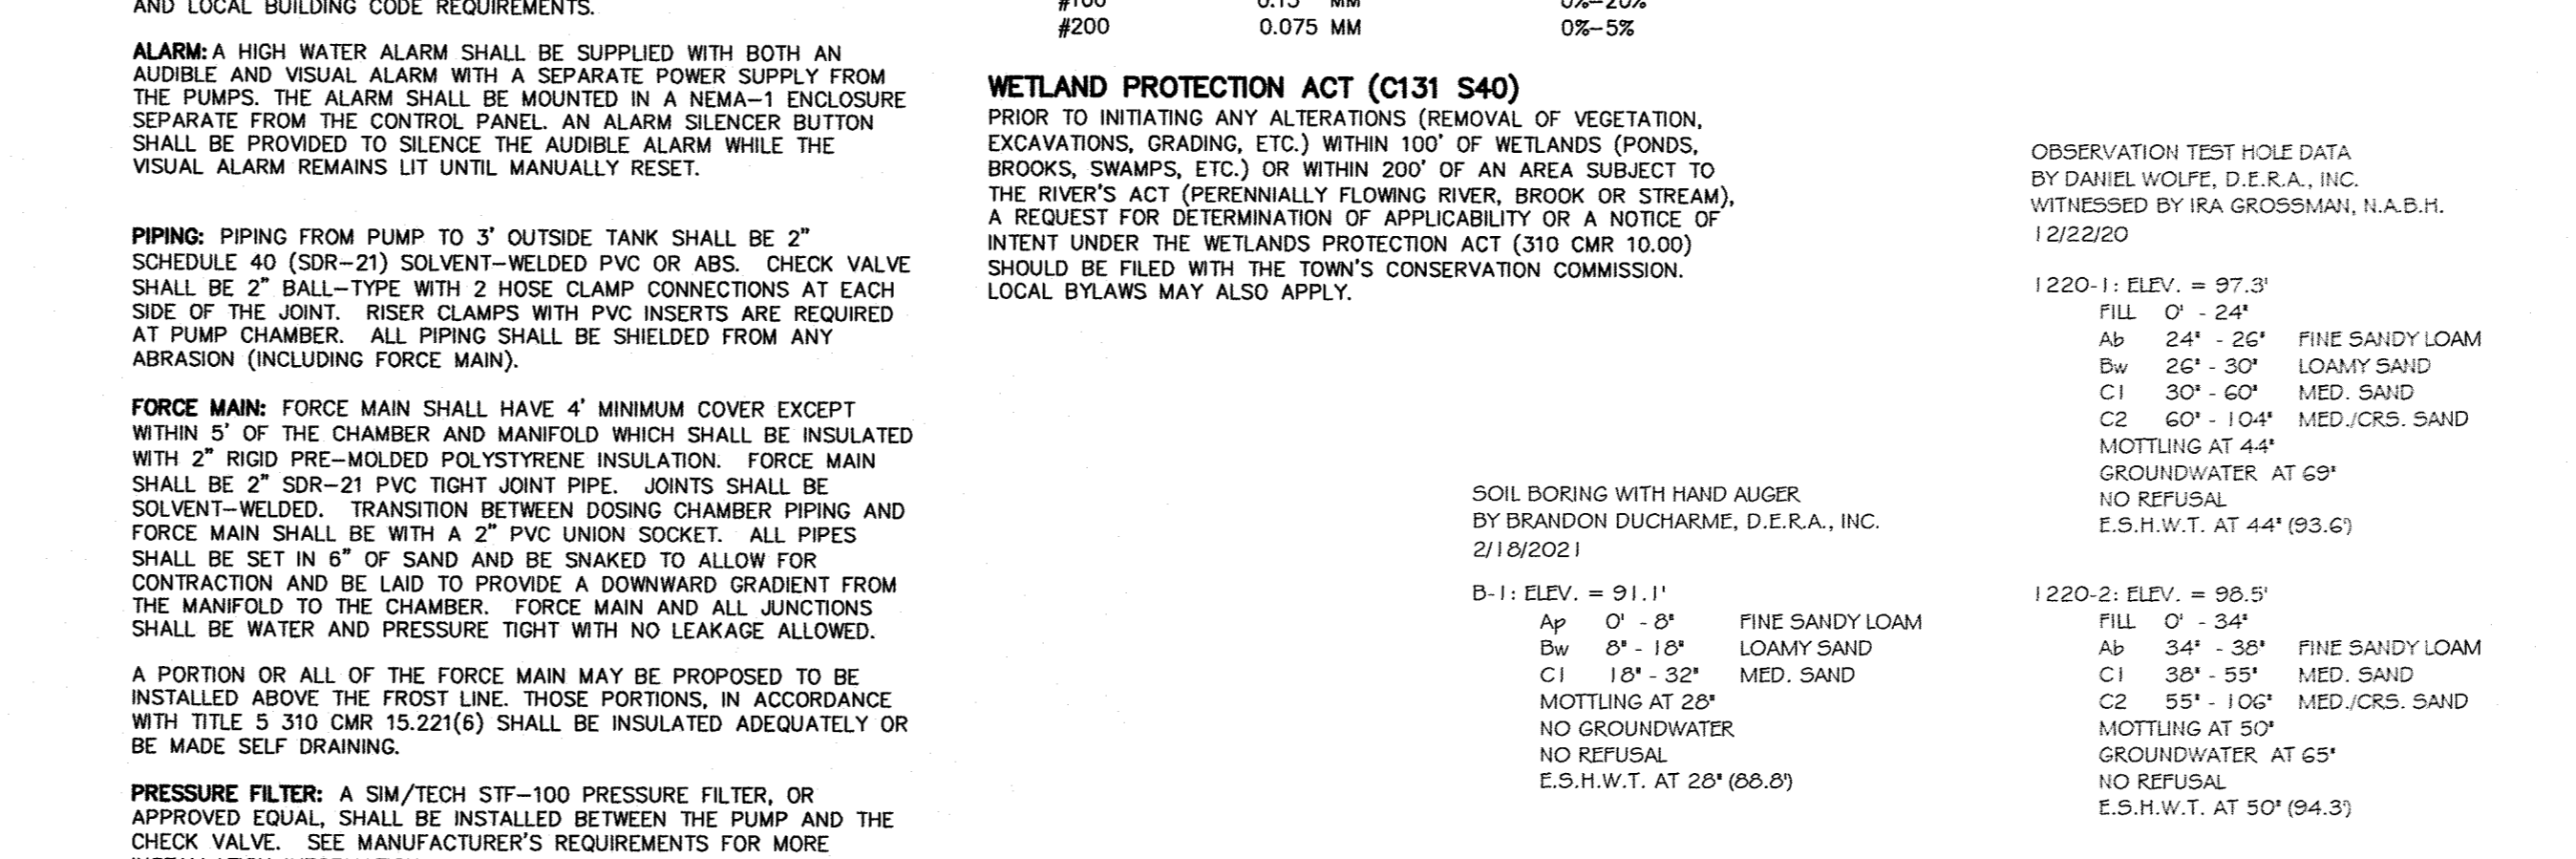 AND LOCAL BUILDING CODE REQUIREMENTS.
ALARM: A HIGH WATER ALARM SHALL BE SUPPLIED WITH BOTH AN
AUDIBLE AND VISUAL ALARM WITH A SEPARATE POWER SUPPLY FROM
THE PUMPS. THE ALARM SHALL BE MOUNTED IN A NEMA-1 ENCLOSURE
SEPARATE FROM THE CONTROL PANEL. AN ALARM SILENCER BUTTON
SHALL BE PROVIDED TO SILENCE THE AUDIBLE ALARM WHILE THE
VISUAL ALARM REMAINS LIT UNTIL MANUALLY RESET.
PIPING: PIPING FROM PUMP TO 3' OUTSIDE TANK SHALL BE 2"
SCHEDULE 40 (SDR-21) SOLVENT-WELDED PVC OR ABS. CHECK VALVE
SHALL BE 2" BALL-TYPE WITH 2 HOSE CLAMP CONNECTIONS AT EACH
SIDE OF THE JOINT. RISER CLAMPS WITH PVC INSERTS ARE REQUIRED
AT PUMP CHAMBER. ALL PIPING SHALL BE SHIELDED FROM ANY
ABRASION (INCLUDING FORCE MAIN).
FORCE MAIN: FORCE MAIN SHALL HAVE 4' MINIMUM COVER EXCEPT
WITHIN 5' OF THE CHAMBER AND MANIFOLD WHICH SHALL BE INSULATED
WITH 2" RIGID PRE-MOLDED POLYSTYRENE INSULATION. FORCE MAIN
SHALL BE 2" SDR-21 PVC TIGHT JOINT PIPE. JOINTS SHALL BE
SOLVENT-WELDED. TRANSITION BETWEEN DOSING CHAMBER PIPING AND
FORCE MAIN SHALL BE WITH A 2" PVC UNION SOCKET. ALL PIPES
SHALL BE SET IN 6" OF SAND AND BE SNAKED TO ALLOW FOR
CONTRACTION AND BE LAID TO PROVIDE A DOWNWARD GRADIENT FROM
THE MANIFOLD TO THE CHAMBER. FORCE MAIN AND ALL JUNCTIONS
SHALL BE WATER AND PRESSURE TIGHT WITH NO LEAKAGE ALLOWED.
A PORTION OR ALL OF THE FORCE MAIN MAY BE PROPOSED TO BE
INSTALLED ABOVE THE FROST LINE. THOSE PORTIONS, IN ACCORDANCE
WITH TITLE 5 310 CMR 15.221(6) SHALL BE INSULATED ADEQUATELY OR
BE MADE SELF DRAINING.
PRESSURE FILTER: A SIM/TECH STF-100 PRESSURE FILTER, OR
APPROVED EQUAL, SHALL BE INSTALLED BETWEEN THE PUMP AND THE
CHECK VALVE. SEE MANUFACTURER'S REQUIREMENTS FOR MORE
#100 0.15 MM 0%-20%
#200 0.075 MM 0%-5%
WETLAND PROTECTION ACT (C131 S40)
PRIOR TO INITIATING ANY ALTERATIONS (REMOVAL OF VEGETATION,
EXCAVATIONS, GRADING, ETC.) WITHIN 100' OF WETLANDS (PONDS,
BROOKS, SWAMPS, ETC.) OR WITHIN 200' OF AN AREA SUBJECT TO
THE RIVER'S ACT (PERENNIALLY FLOWING RIVER, BROOK OR STREAM),
A REQUEST FOR DETERMINATION OF APPLICABILITY OR A NOTICE OF
INTENT UNDER THE WETLANDS PROTECTION ACT (310 CMR 10.00)
SHOULD BE FILED WITH THE TOWN'S CONSERVATION COMMISSION.
LOCAL BYLAWS MAY ALSO APPLY.
SOIL BORING WITH HAND AUGER
BY BRANDON DUCHARME, D.E.R.A., INC.
2/18/2021
B-1: ELEV. = 91.1'
Ap 0' - 8" FINE SANDY LOAM
Bw 8" - 18" LOAMY SAND
C1 18" - 32" MED. SAND
MOTTLING AT 28"
NO GROUNDWATER
NO REFUSAL
E.S.H.W.T. AT 28" (88.8')
OBSERVATION TEST HOLE DATA
BY DANIEL WOLFE, D.E.R.A., INC.
WITNESSED BY IRA GROSSMAN, N.A.B.H.
12/22/20
1220-1: ELEV. = 97.3'
FILL 0' - 24"
Ab 24" - 26" FINE SANDY LOAM
Bw 26" - 30" LOAMY SAND
C1 30" - 60" MED. SAND
C2 60" - 104" MED./CRS. SAND
MOTTLING AT 44"
GROUNDWATER AT 69"
NO REFUSAL
E.S.H.W.T. AT 44" (93.6')
1220-2: ELEV. = 98.5'
FILL 0' - 34"
Ab 34" - 38" FINE SANDY LOAM
C1 38" - 55" MED. SAND
C2 55" - 106" MED./CRS. SAND
MOTTLING AT 50"
GROUNDWATER AT 65"
NO REFUSAL
E.S.H.W.T. AT 50" (94.3')